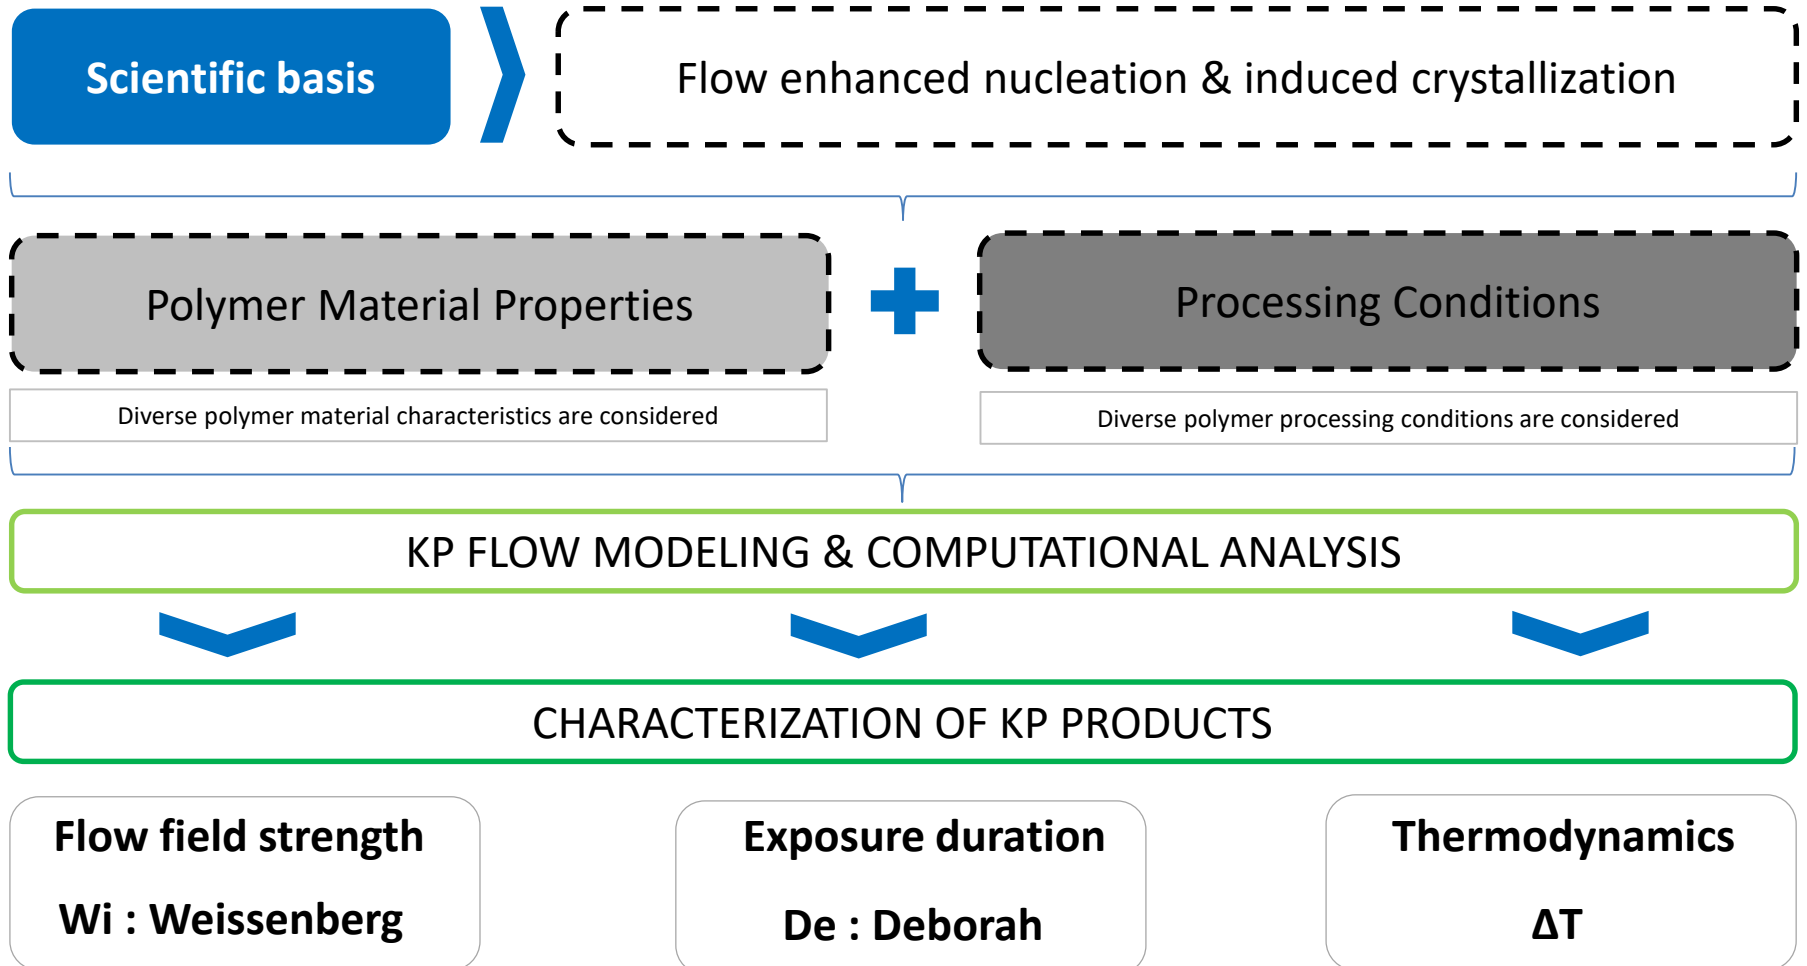 Scientific basis
Flow enhanced nucleation & induced crystallization
Polymer Material Properties
Processing Conditions
Diverse polymer material characteristics are considered
Diverse polymer processing conditions are considered
KP FLOW MODELING & COMPUTATIONAL ANALYSIS
CHARACTERIZATION OF KP PRODUCTS
Flow field strength
Wi : Weissenberg
Exposure duration
De : Deborah
Thermodynamics
ΔT